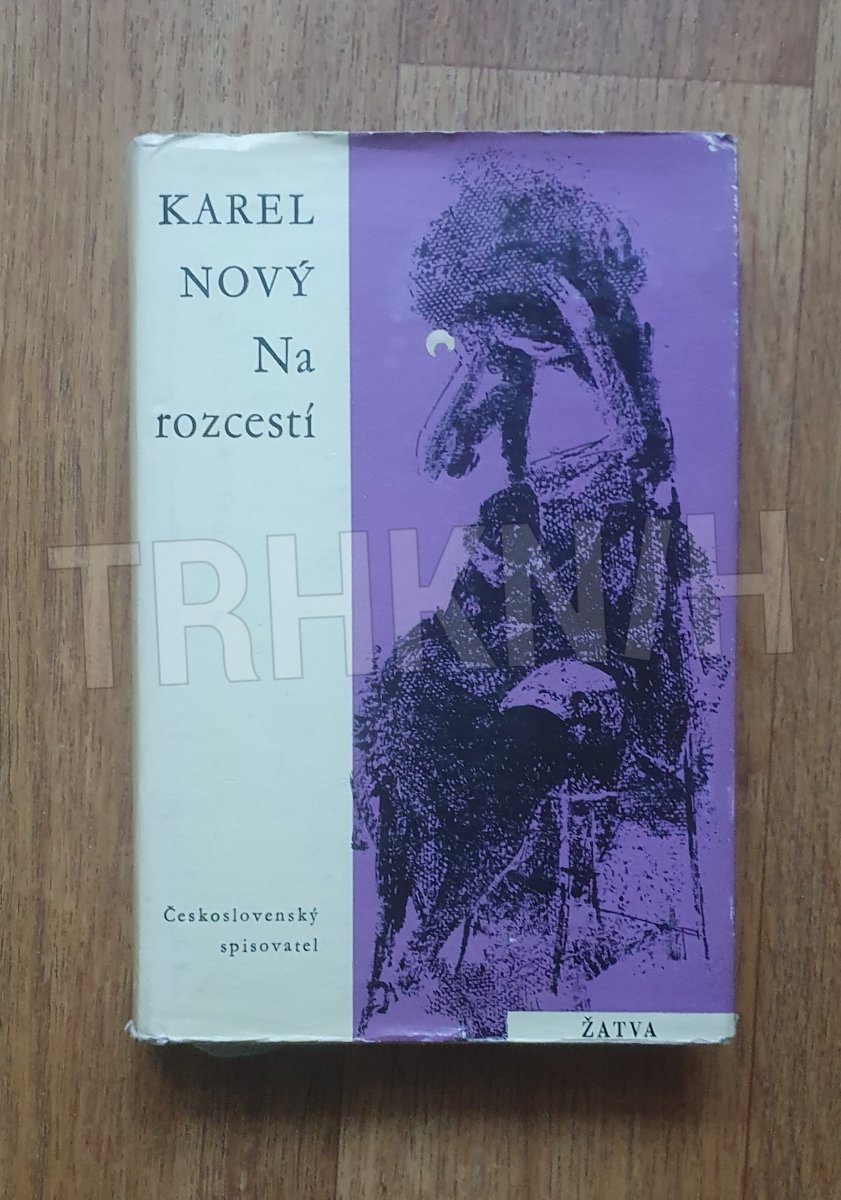 KAREL
NOVÝ
Na
rozcestí
TRHKNIH
Československý
spisovatel
ŽATVA